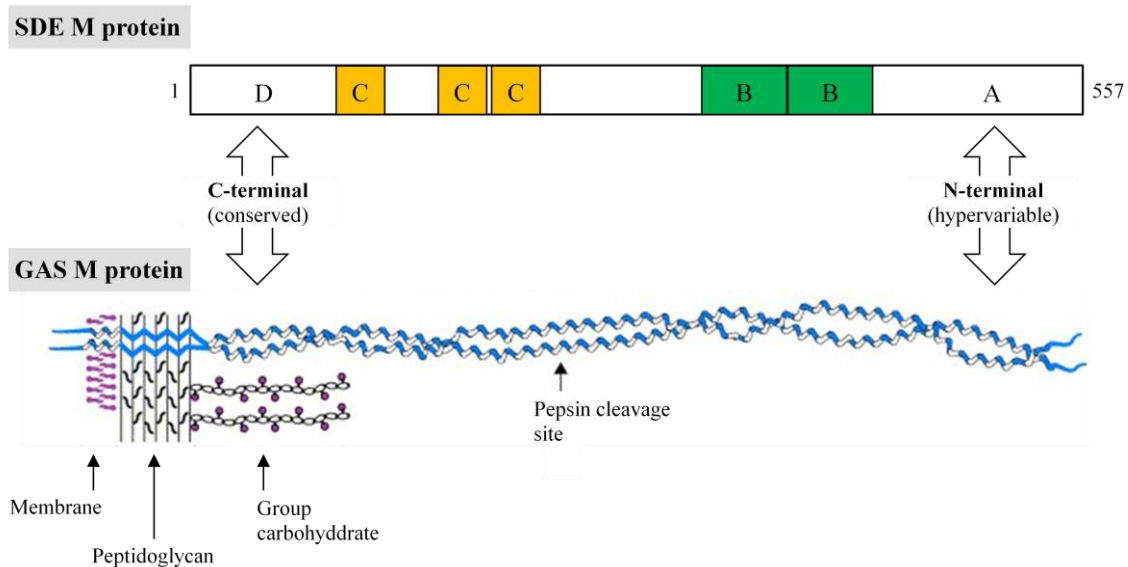 SDE M protein
1
D
C
C
C
B
B
A
557
C-terminal
(conserved)
N-terminal
(hypervariable)
GAS M protein
Pepsin cleavage
site
Membrane
Group
carbohyddrate
Peptidoglycan